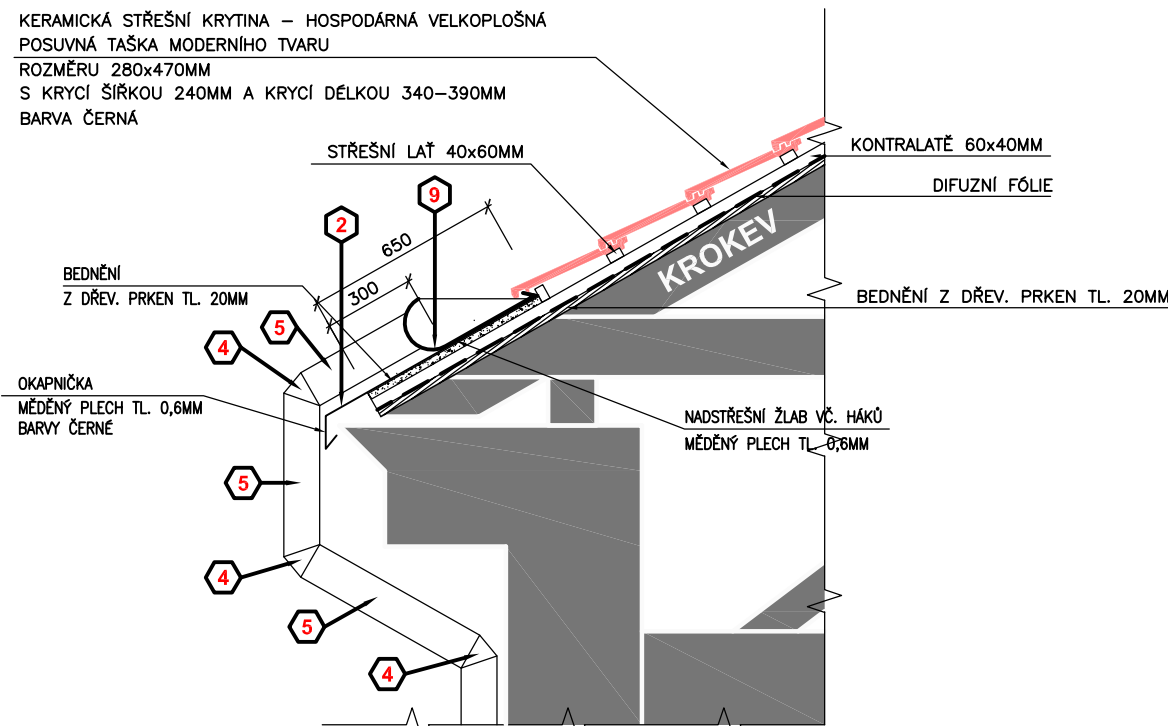 KERAMICKÁ STŘEŠNÍ KRYTINA – HOSPODÁRNÁ VELKOPLOŠNÁ
POSUVNÁ TAŠKA MODERNÍHO TVARU
ROZMĚRU 280x470MM
S KRYCÍ ŠÍŘKOU 240MM A KRYCÍ DÉLKOU 340–390MM
BARVA ČERNÁ
STŘEŠNÍ LAŤ 40x60MM
KONTRALATĚ 60x40MM
DIFUZNÍ FÓLIE
9
2
650
KROKEV
BEDNĚNÍ
Z DŘEV. PRKEN TL. 20MM
300
BEDNĚNÍ Z DŘEV. PRKEN TL. 20MM
5
4
OKAPNIČKA
MĚDĚNÝ PLECH TL. 0,6MM
BARVY ČERNÉ
NADSTŘEŠNÍ ŽLAB VČ. HÁKŮ
MĚDĚNÝ PLECH TL. 0,6MM
5
4
5
4